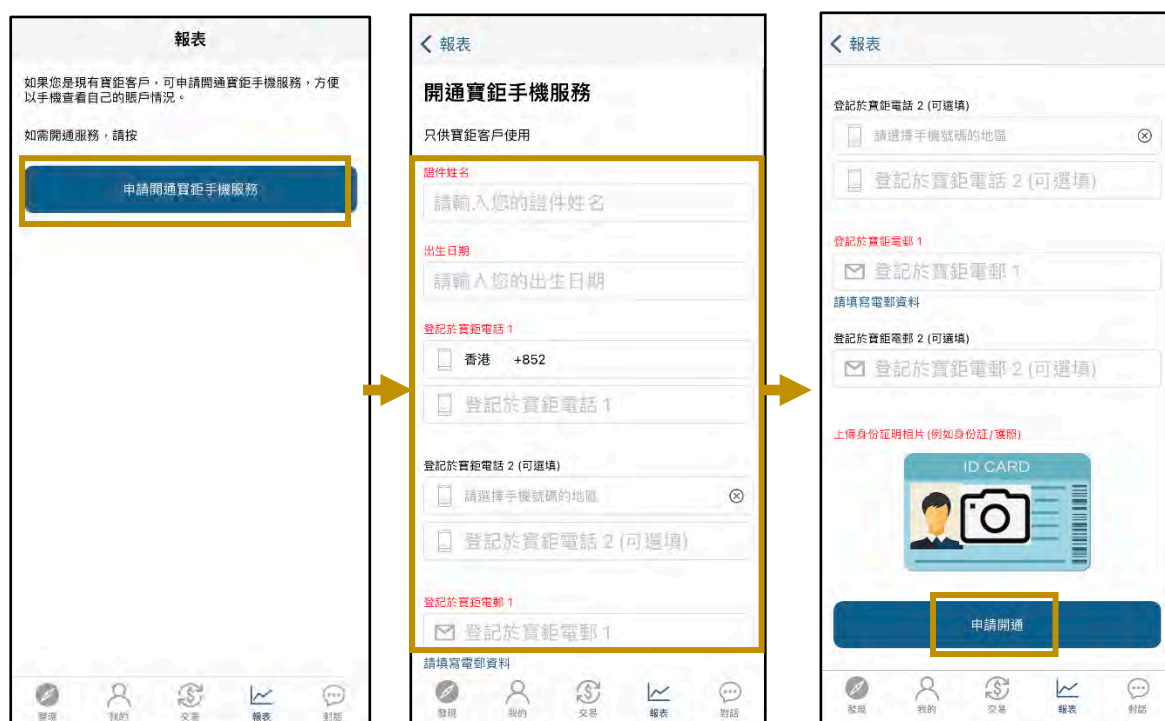 報表
如果您是現有寶鉅客戶，可申請開通寶鉅手機服務，方便
以手機查看自己的賬戶情況。
如需開通服務，請按
申請開通寶鉅手機服務
發現
我的
交易
報表
對話
報表
開通寶鉅手機服務
只供寶鉅客戶使用
證件姓名
請輸入您的證件姓名
出生日期
請輸入您的出生日期
登記於寶鉅電話 1
香港 +852
登記於寶鉅電話 1
登記於寶鉅電話 2 (可選填)
請選擇手機號碼的地區
登記於寶鉅電話 2 (可選填)
登記於寶鉅電郵 1
登記於寶鉅電郵 1
請填寫電郵資料
發現
我的
交易
報表
對話
報表
登記於寶鉅電話 2 (可選填)
請選擇手機號碼的地區
登記於寶鉅電話 2 (可選填)
登記於寶鉅電郵 1
登記於寶鉅電郵 1
請填寫電郵資料
登記於寶鉅電郵 2 (可選填)
登記於寶鉅電郵 2 (可選填)
上傳身份証明相片 (例如身份証/護照)
ID CARD
申請開通
發現
我的
交易
報表
對話